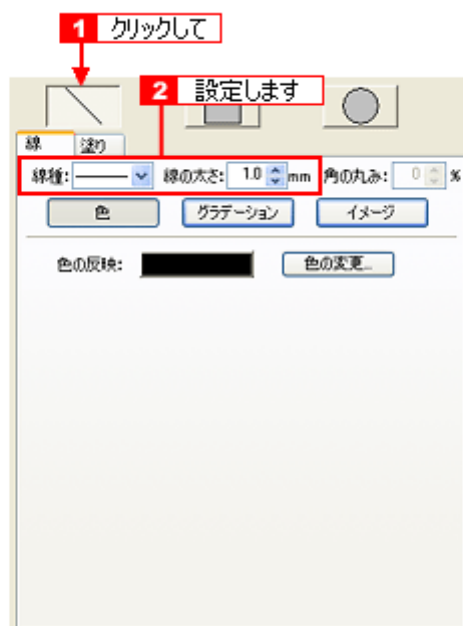 1 クリックして
2 設定します
線 塗り
線種: 線の太さ: 1.0 mm 角の丸み: 0 %
色 グラデーション イメージ
色の反映: 色の変更...